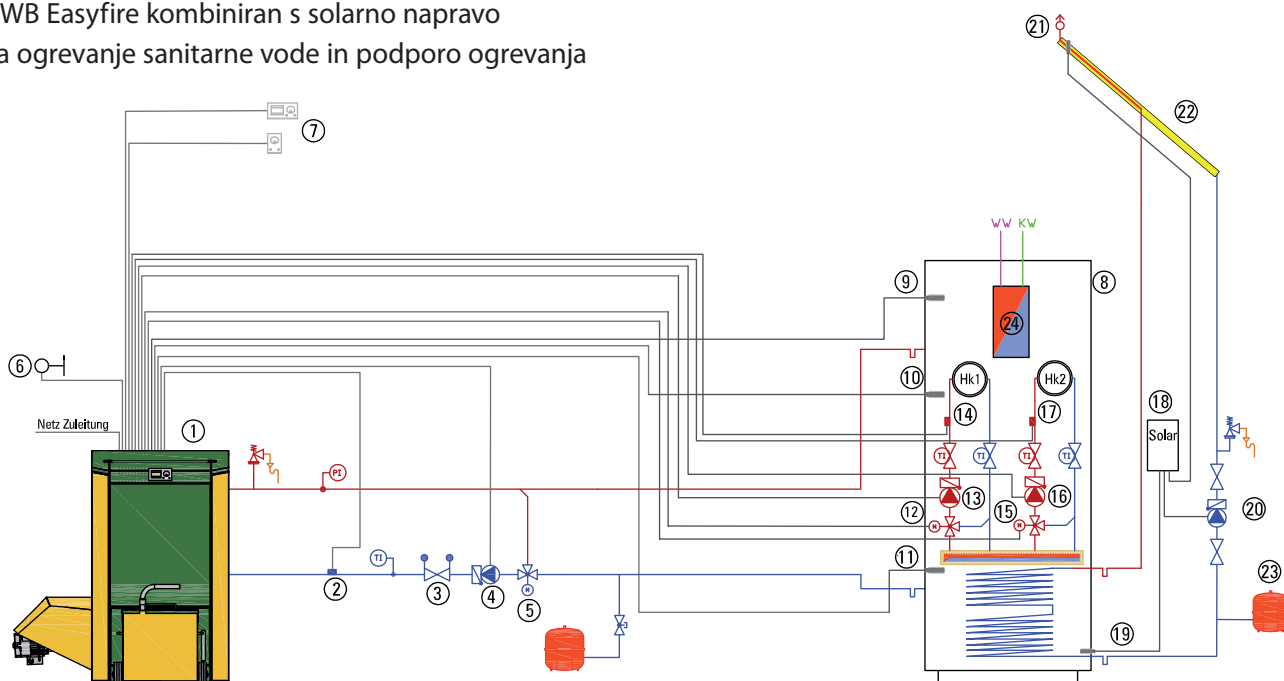 WB Easyfire kombiniran s solarno napravo
a ogrevanje sanitarne vode in podporo ogrevanja
21
7
22
WW KW
9
8
24
6
10
Hk1
Hk2
14
17
18
Netz Zuleitung
1
Solar
PI
TI
TI
TI
TI
13
16
12
15
20
11
TI
2
3
4
5
23
19